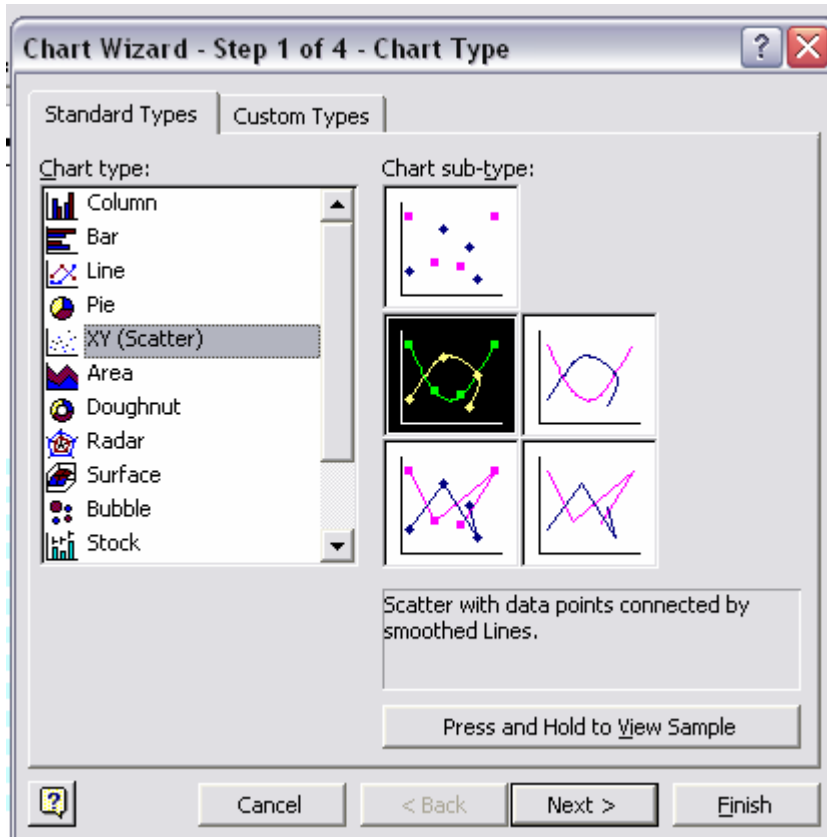 Chart Wizard - Step 1 of 4 - Chart Type
?
Standard Types
Custom Types
Chart type:
Column
Bar
Line
Pie
XY (Scatter)
Area
Doughnut
Radar
Surface
Bubble
Stock
Chart sub-type:
Scatter with data points connected by
smoothed Lines.
Press and Hold to View Sample
?
Cancel
< Back
Next >
Finish